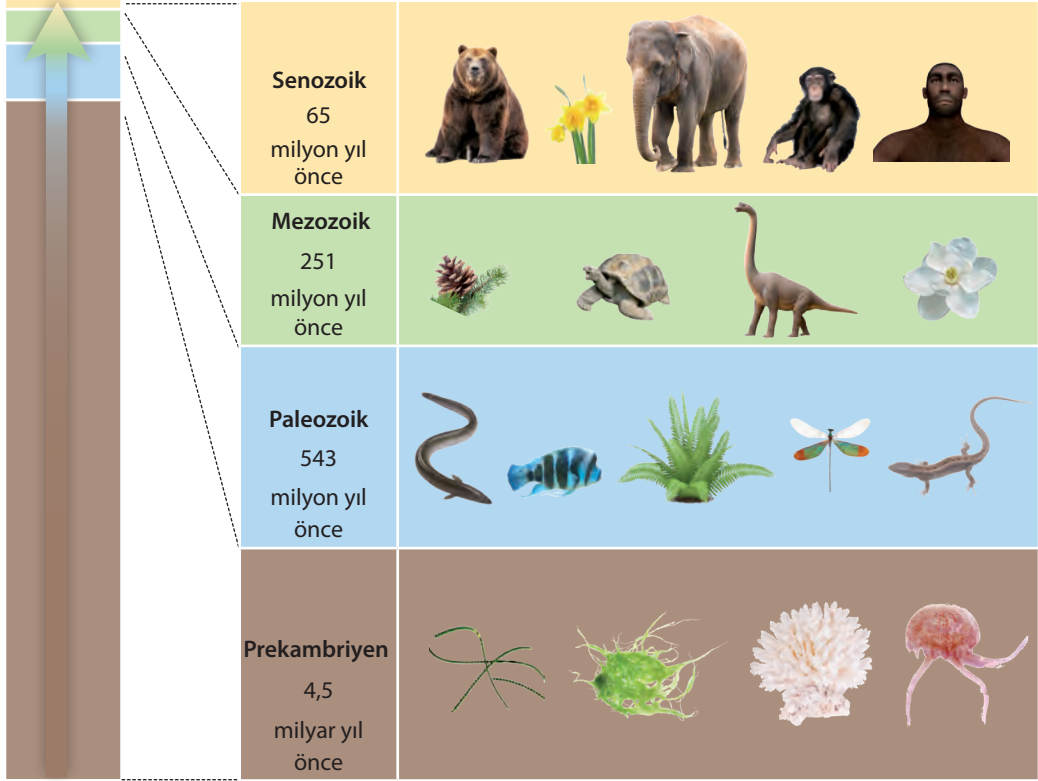 Senozoik
65
milyon yıl
önce
Mezozoik
251
milyon yıl
önce
Paleozoik
543
milyon yıl
önce
Prekambriyen
4,5
milyar yıl
önce